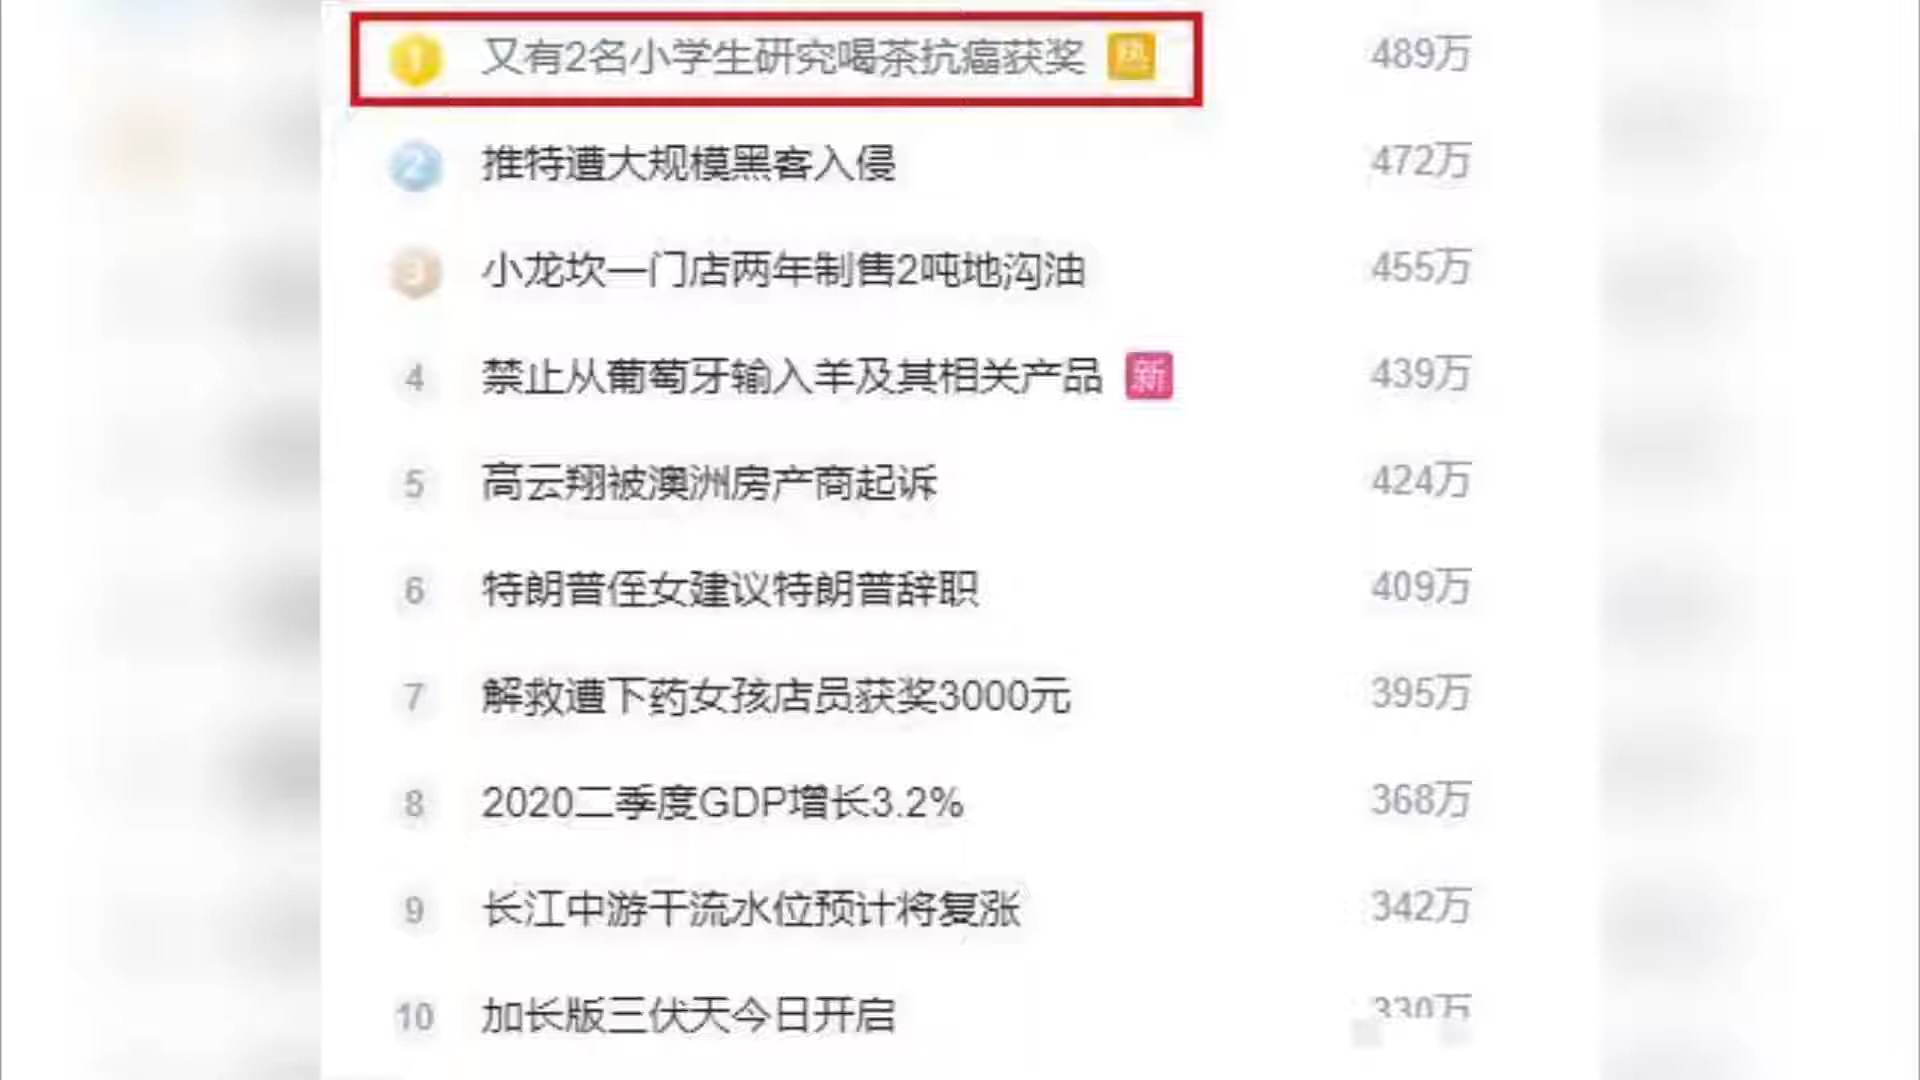 1 又有2名小学生研究喝茶抗癌获奖 热 489万
2 推特遭大规模黑客入侵 472万
3 小龙坎一门店两年制售2吨地沟油 455万
4 禁止从葡萄牙输入羊及其相关产品 新 439万
5 高云翔被澳洲房产商起诉 424万
6 特朗普侄女建议特朗普辞职 409万
7 解救遭下药女孩店员获奖3000元 395万
8 2020二季度GDP增长3.2% 368万
9 长江中游干流水位预计将复涨 342万
10 加长版三伏天今日开启 330万